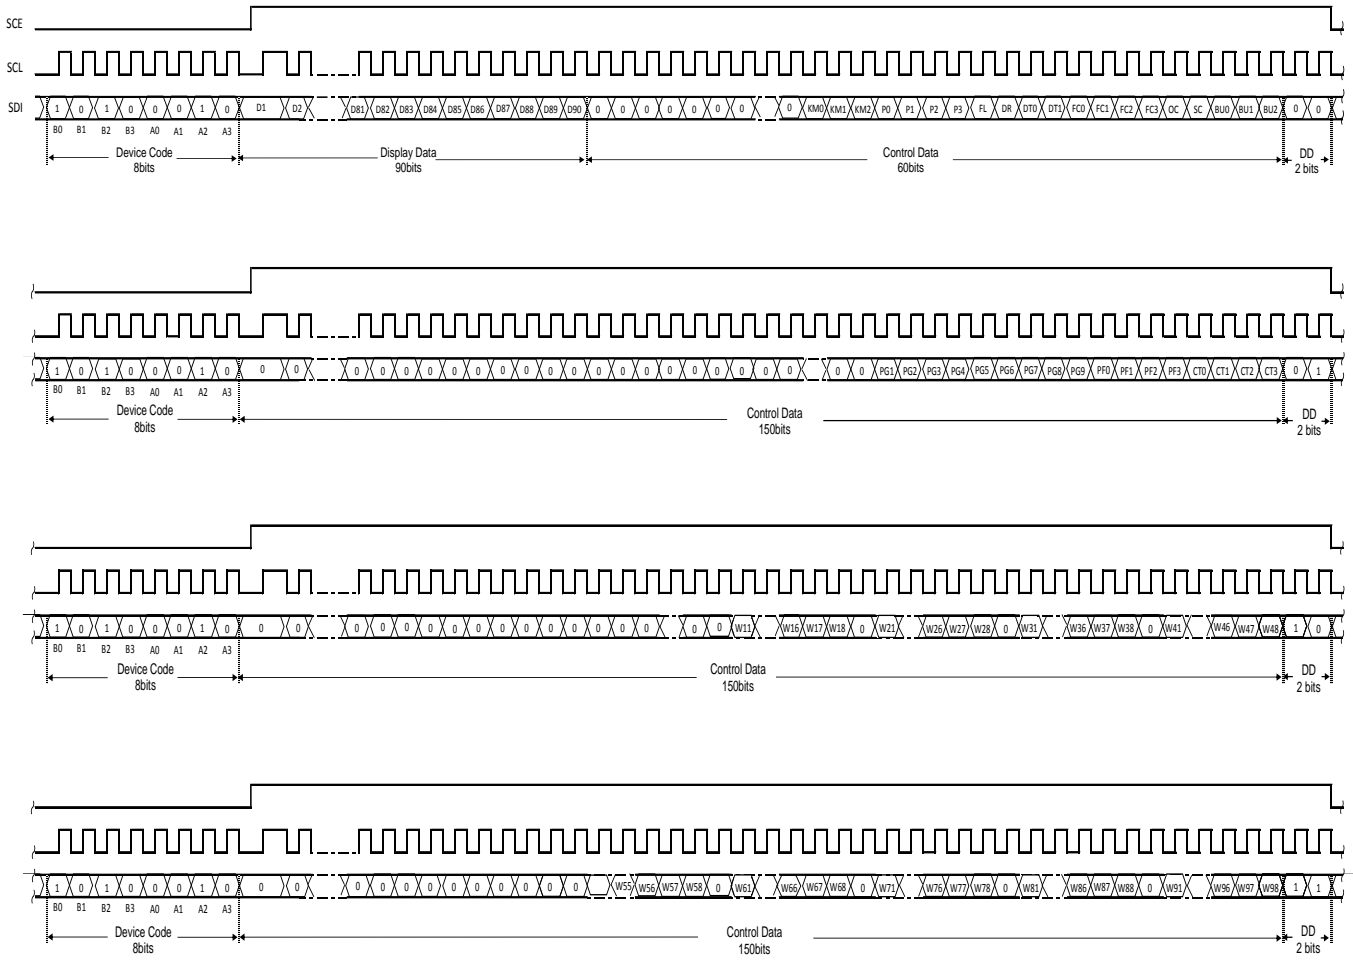 SCE
SCL
SDI 1 0 1 0 0 0 1 0 D1 D2 D81 D82 D83 D84 D85 D86 D87 D88 D89 D90 0 0 0 0 0 0 0 0 KM0 KM1 KM2 P0 P1 P2 P3 FL DR DT0 DT1 FC0 FC1 FC2 FC3 OC SC BU0 BU1 BU2 0 0
B0 B1 B2 B3 A0 A1 A2 A3
Device Code Display Data Control Data DD
8bits 90bits 60bits 2 bits
1 0 1 0 0 0 1 0 0 0 0 0 0 0 0 0 0 0 0 0 0 0 0 0 0 0 0 0 0 0 0 0 PG1 PG2 PG3 PG4 PG5 PG6 PG7 PG8 PG9 PF0 PF1 PF2 PF3 CT0 CT1 CT2 CT3 0 1
B0 B1 B2 B3 A0 A1 A2 A3
Device Code Control Data DD
8bits 150bits 2 bits
1 0 1 0 0 0 1 0 0 0 0 0 0 0 0 0 0 0 0 0 0 0 0 0 0 0 W11 W16 W17 W18 0 W21 W26 W27 W28 0 W31 W36 W37 W38 0 W41 W46 W47 W48 1 0
B0 B1 B2 B3 A0 A1 A2 A3
Device Code Control Data DD
8bits 150bits 2 bits
1 0 1 0 0 0 1 0 0 0 0 0 0 0 0 0 0 0 0 0 W55 W56 W57 W58 0 W61 W66 W67 W68 0 W71 W76 W77 W78 0 W81 W86 W87 W88 0 W91 W96 W97 W98 1 1
B0 B1 B2 B3 A0 A1 A2 A3
Device Code Control Data DD
8bits 150bits 2 bits